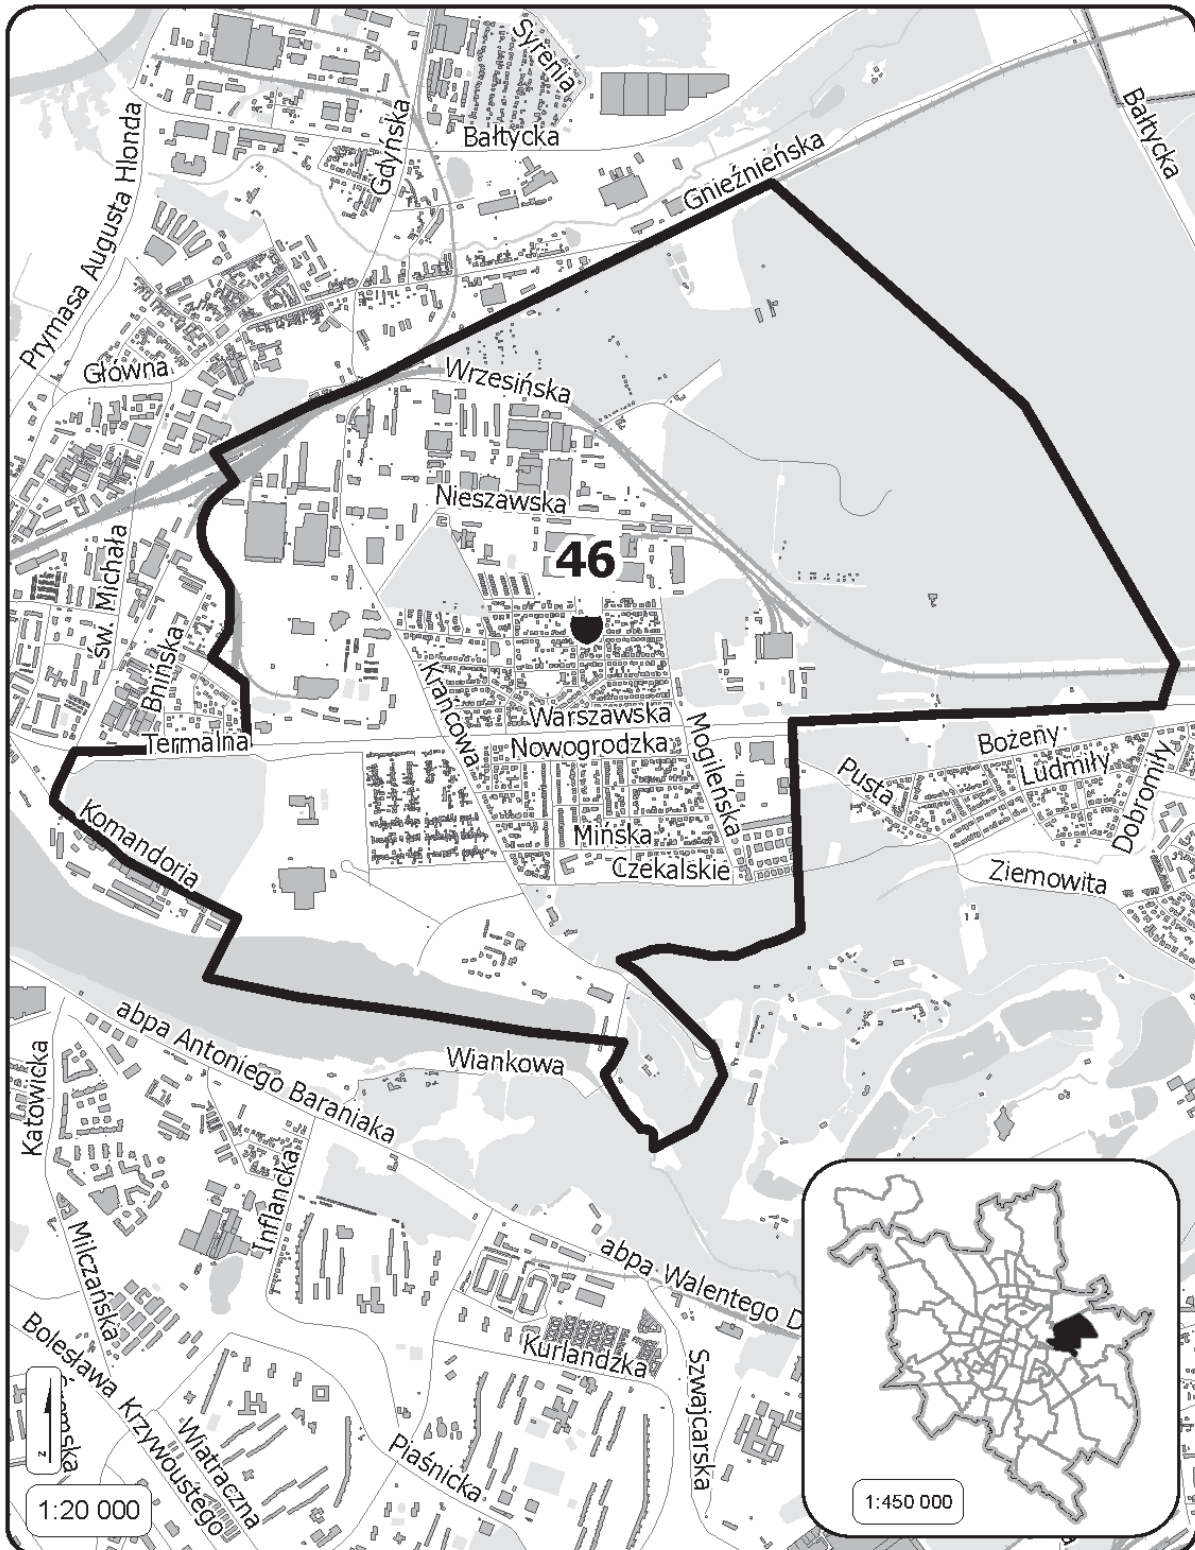 Syrenia
Bałtycka
Bałtycka
Gdyńska
Prymasa Augusta Hlonda
Gnieźnieńska
Główna
Wrzesińska
Nieszawska
46
Św. Michała
Bnińska
Krańcowa
Warszawska
Termalna
Nowogrodzka
Mogileńska
Bożeny
Ludmiły
Pusta
Dobromiły
Komandoria
Mińska
Czekalskie
Ziemowita
abpa Antoniego Baraniaka
Wiankowa
Katowicka
Inflancka
Milczańska
abpa Walentego D
Bolesława Krzywoustego
Kurlandzka
Szwajcarska
Wiatraczna
Piaśnicka
z
1:20 000
1:450 000